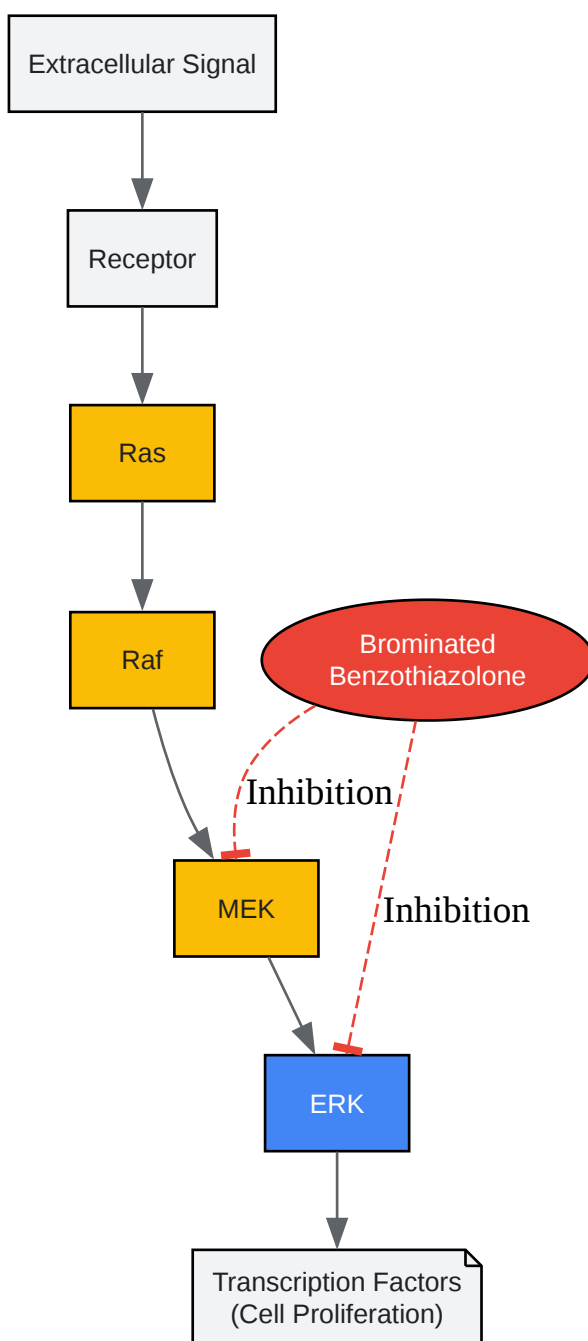 Extracellular Signal
Receptor
Ras
Raf
Brominated
Benzothiazolone
Inhibition
MEK
Inhibition
ERK
Transcription Factors
(Cell Proliferation)